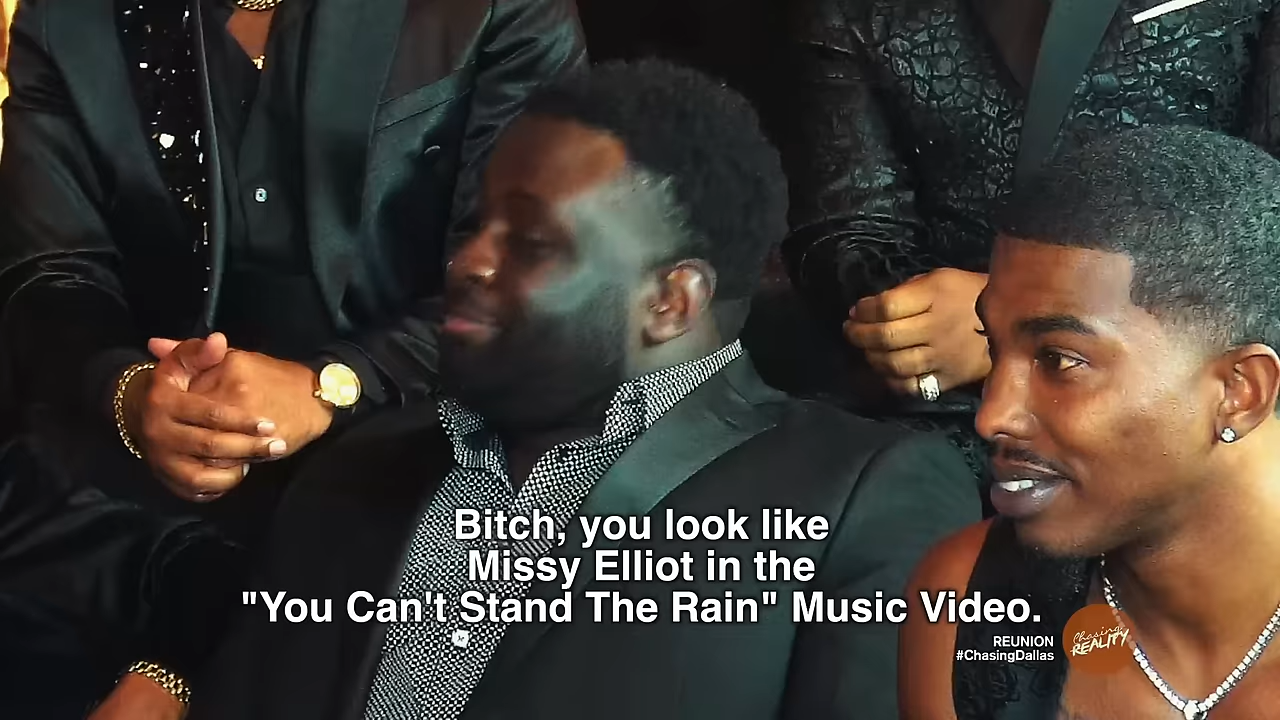 Bitch, you look like
Missy Elliot in the
"You Can't Stand The Rain" Music Video.
REUNION
#ChasingDallas
Chasing
REALITY